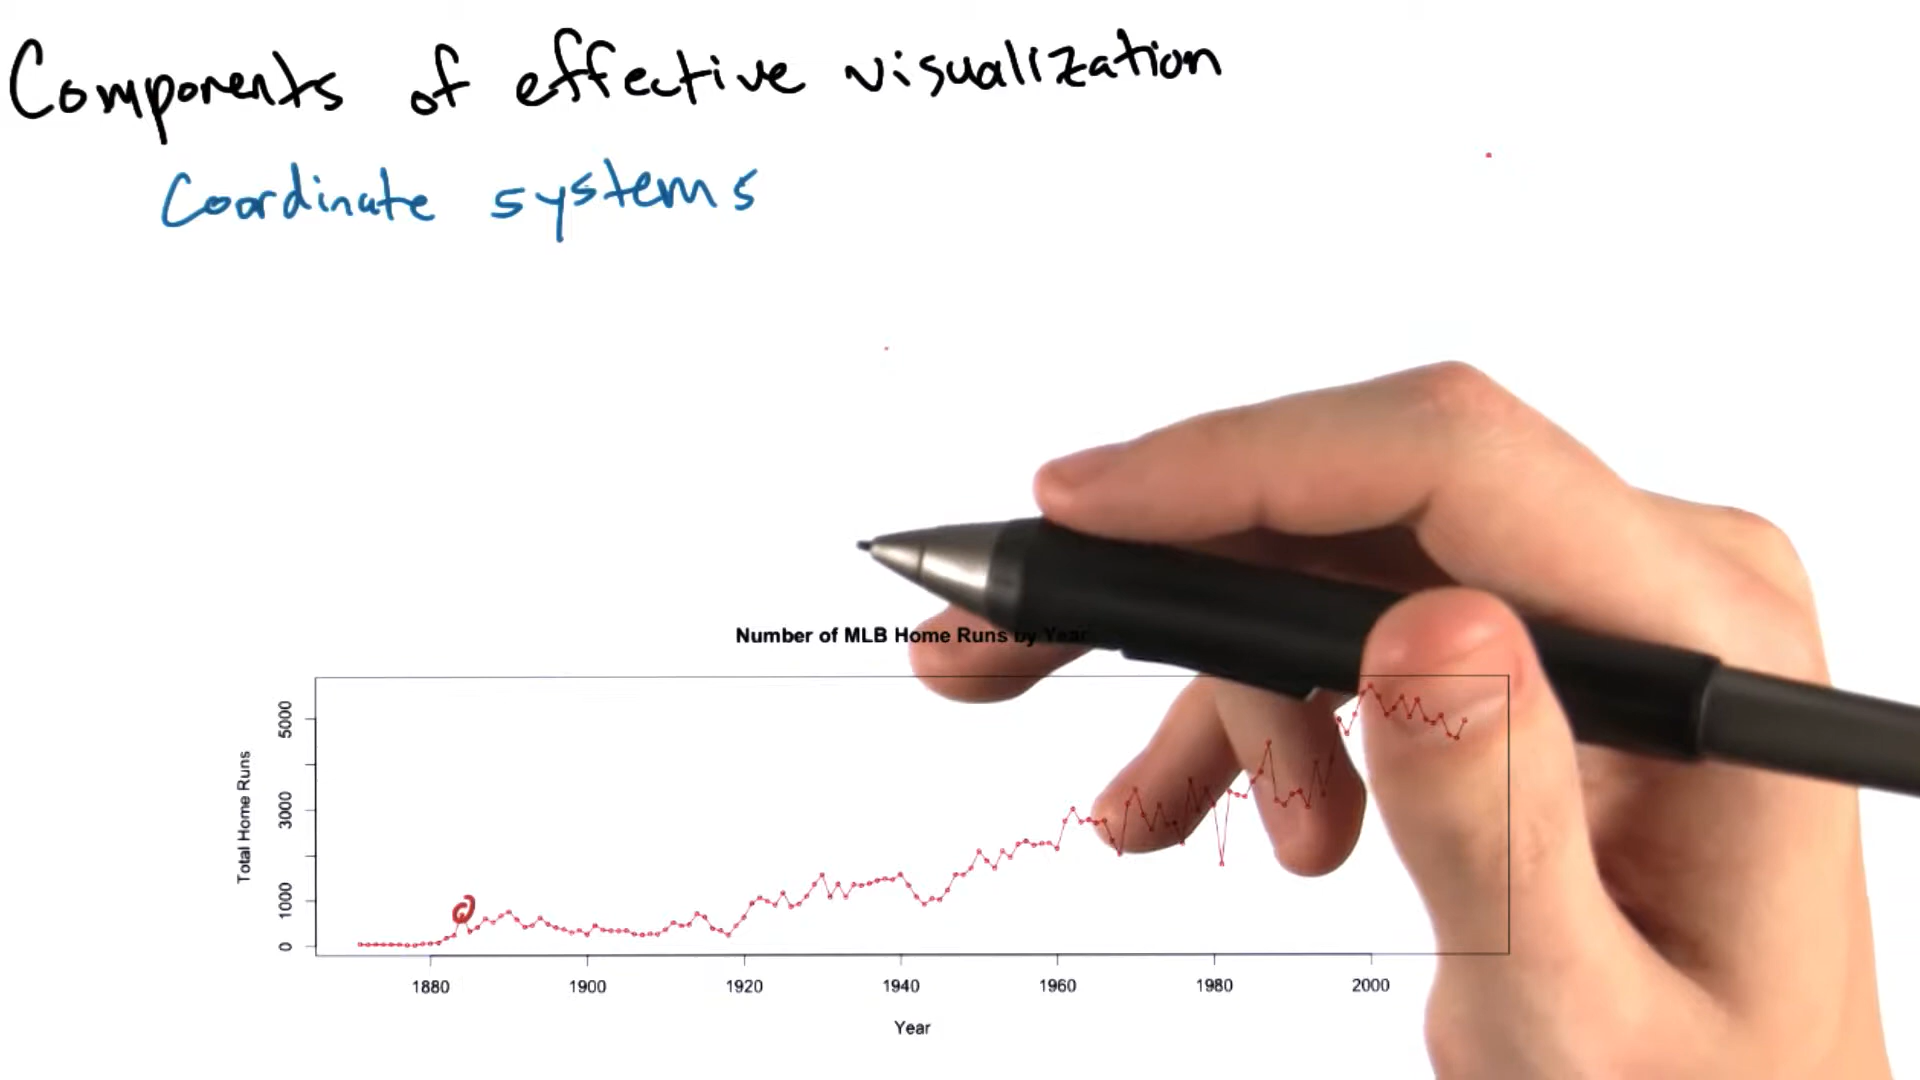 Components of effective visualization
Coordinate systems
Number of MLB Home Runs by Year
Total Home Runs
5000
3000
1000
0
1880 1900 1920 1940 1960 1980 2000
Year